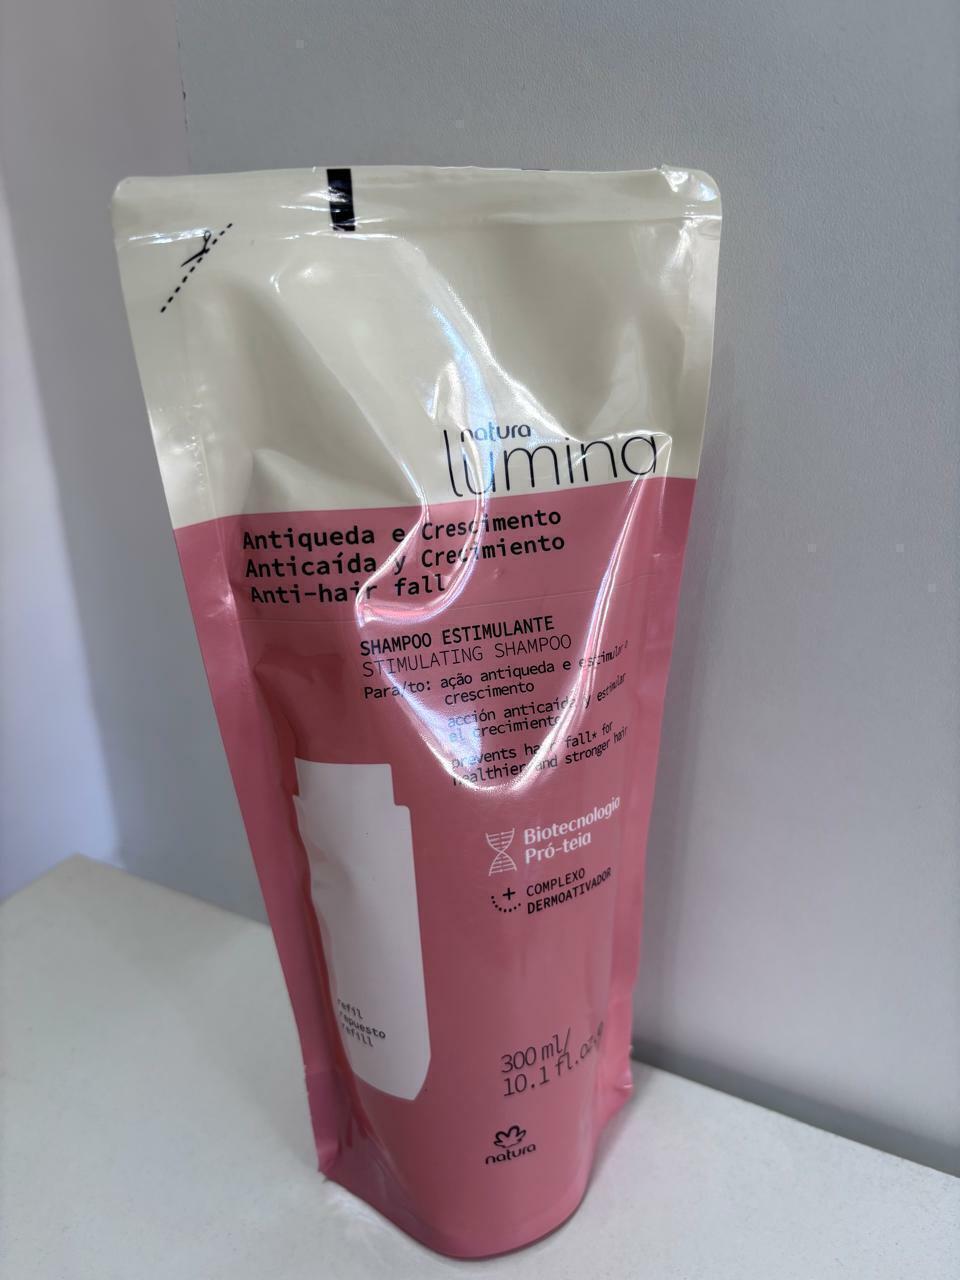 natura
lumina
Antiqueda e Crescimento
Anticaída y Crecimiento
Anti-hair fall
SHAMPOO ESTIMULANTE
STIMULATING SHAMPOO
Para/to: ação antiqueda e estimular o
crescimento
acción anticaída y estimular
el crecimiento
prevents hair fall* for
healthier and stronger hair
Biotecnologia
Pró-teia
+ COMPLEXO
DERMOATIVADOR
refil
repuesto
refill
300 ml/
10.1 fl.oz.
natura